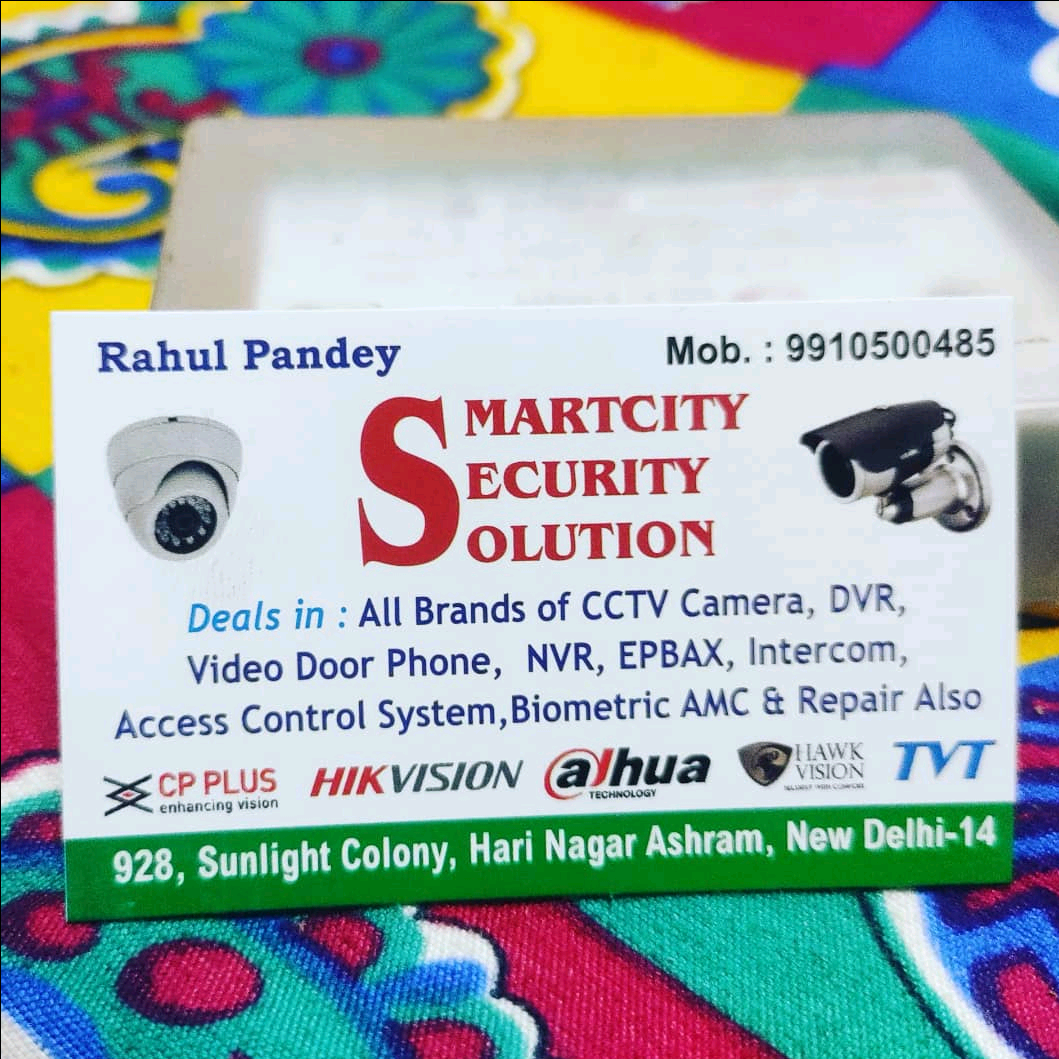 Rahul Pandey
Mob. : 9910500485
SMARTCITY
SECURITY
SOLUTION
Deals in : All Brands of CCTV Camera, DVR,
Video Door Phone, NVR, EPBAX, Intercom,
Access Control System,Biometric AMC & Repair Also
CP PLUS
enhancing vision
HIKVISION
alhua
TECHNOLOGY
HAWK
VISION
TVT
928, Sunlight Colony, Hari Nagar Ashram, New Delhi-14